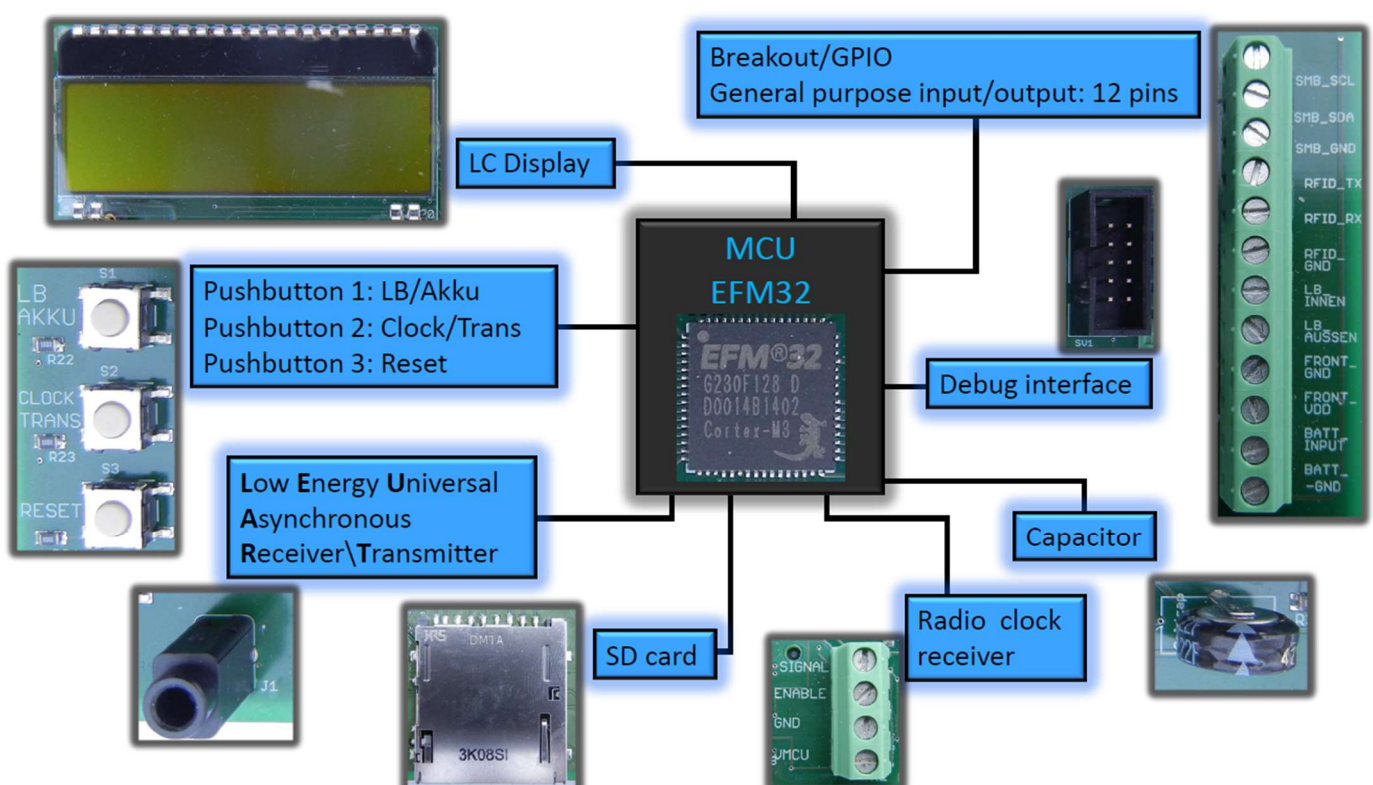 Breakout/GPIO
General purpose input/output: 12 pins
LC Display
SMB_SCL
SMB_SDA
SMB_GND
RFID_TX
RFID_RX
RFID_
GND
LB_
INNEN
LB_
AUSSEN
FRONT_
GND
FRONT_
VDD
BATT_
INPUT
BATT_
-GND
MCU
EFM32
EFM®32
G230F128 D
D0014B1402
Cortex-M3
SV1
Debug interface
S1
LB
AKKU
R22
S2
CLOCK
TRANS
R23
S3
RESET
Pushbutton 1: LB/Akku
Pushbutton 2: Clock/Trans
Pushbutton 3: Reset
Low Energy Universal
Asynchronous
Receiver\Transmitter
J1
HRS
DM1A
3K08SI
SD card
SIGNAL
ENABLE
GND
VMCU
Radio clock
receiver
Capacitor